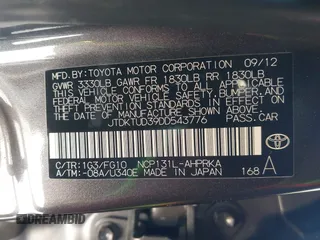 MFD.BY:TOYOTA MOTOR CORPORATION 09/12
GVWR 3330LB GAWR FR 1830LB RR 1830LB
THIS VEHICLE CONFORMS TO ALL APPLICABLE
FEDERAL MOTOR VEHICLE SAFETY, BUMPER, AND
THEFT PREVENTION STANDARDS IN EFFECT ON
THE DATE OF MANUFACTURE SHOWN ABOVE.
JTDKTUD39DD543776 PASS.CAR
C/TR:1G3/FG10 NCP131L-AHPRKA
A/TM:-08A/U340E MADE IN JAPAN 168 A